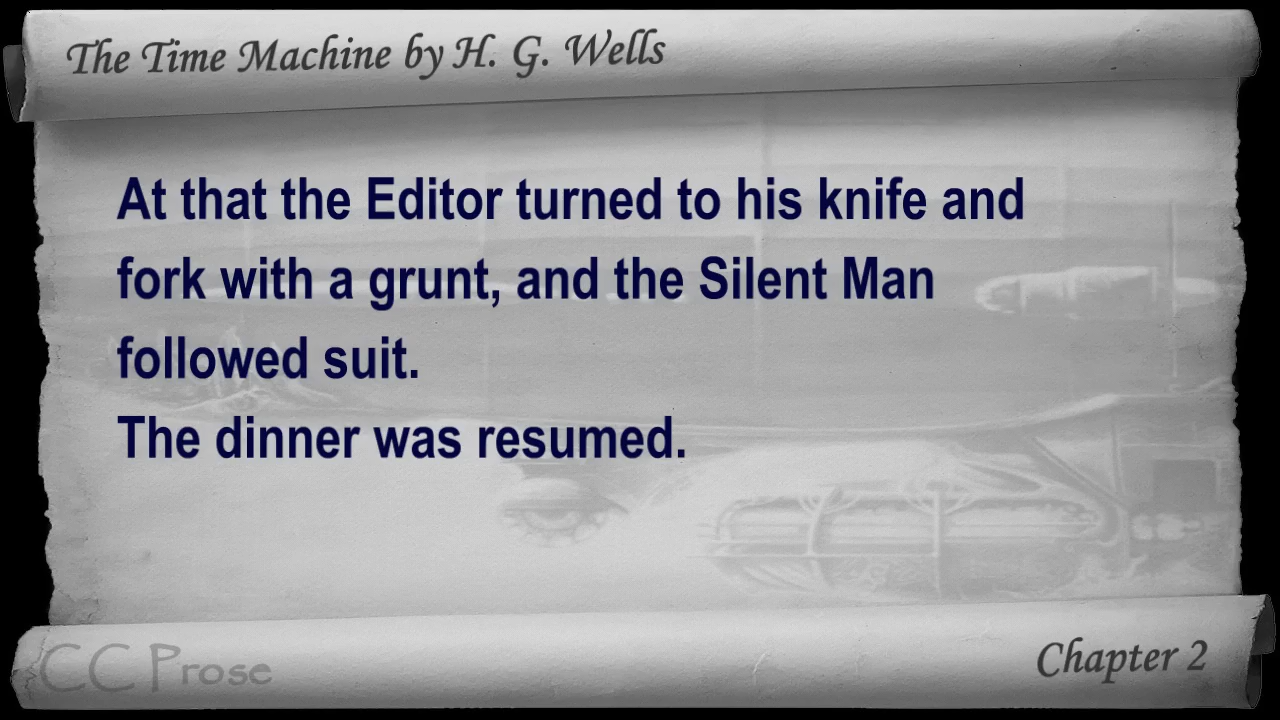 The Time Machine by H. G. Wells
At that the Editor turned to his knife and
fork with a grunt, and the Silent Man
followed suit.
The dinner was resumed.
CC Prose
Chapter 2